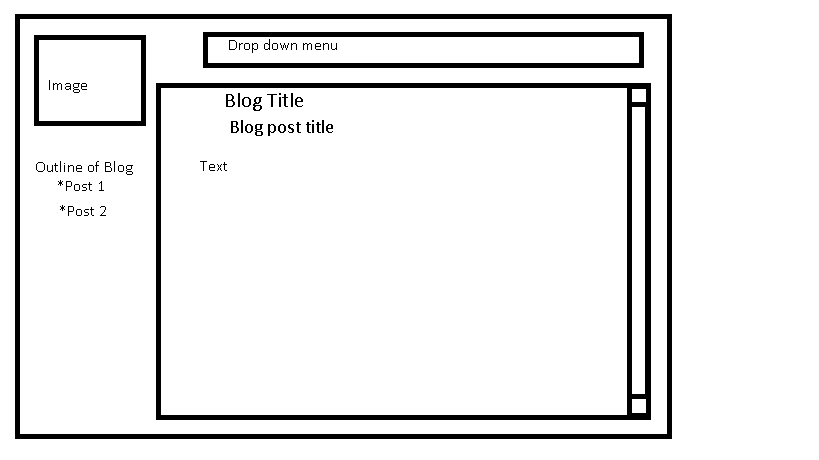 Drop down menu
Image
Blog Title
Blog post title
Text
Outline of Blog
*Post 1
*Post 2